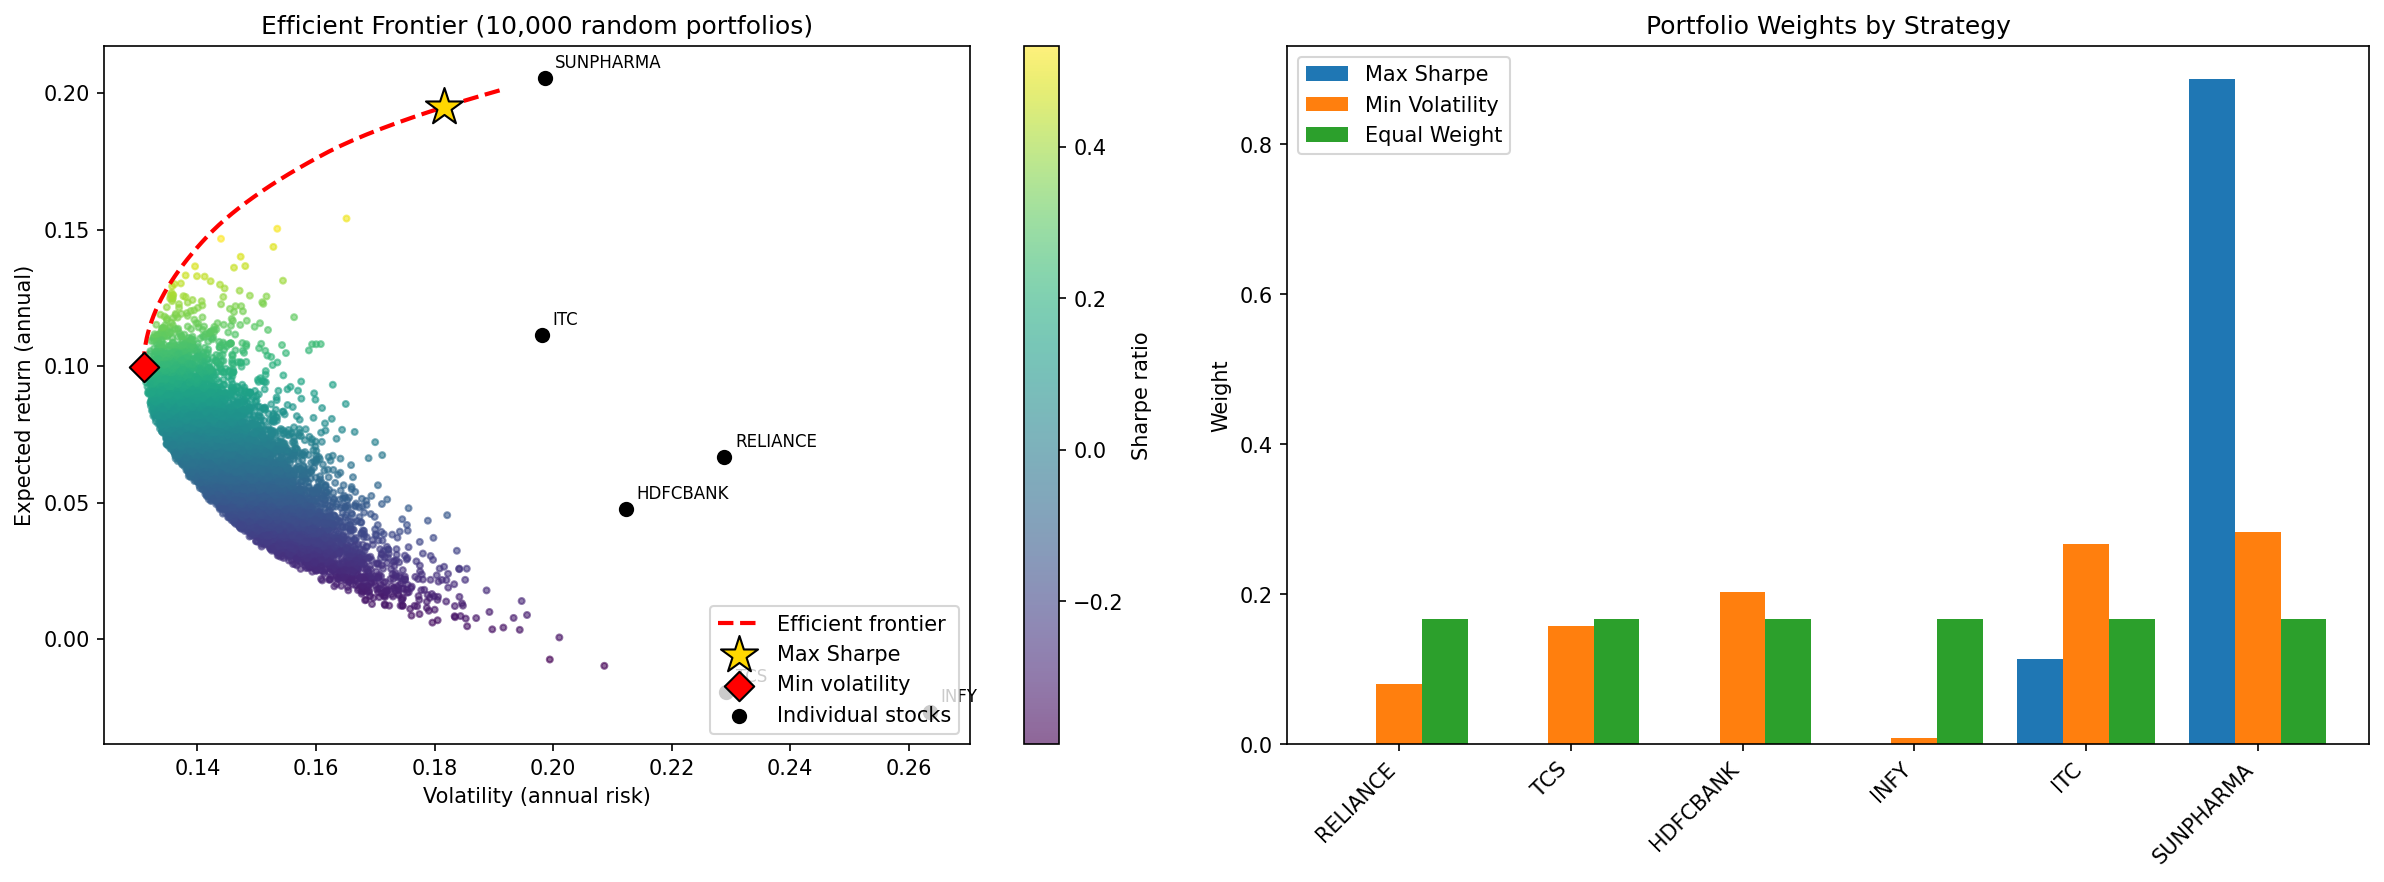 Efficient Frontier (10,000 random portfolios)
Expected return (annual)
0.20
0.15
0.10
0.05
0.00
SUNPHARMA
ITC
RELIANCE
HDFCBANK
INFY
Efficient frontier
Max Sharpe
Min volatility
Individual stocks
0.14 0.16 0.18 0.20 0.22 0.24 0.26
Volatility (annual risk)
0.4
0.2
0.0
−0.2
Sharpe ratio
Portfolio Weights by Strategy
Max Sharpe
Min Volatility
Equal Weight
Weight
0.8
0.6
0.4
0.2
0.0
RELIANCE
TCS
HDFCBANK
INFY
ITC
SUNPHARMA